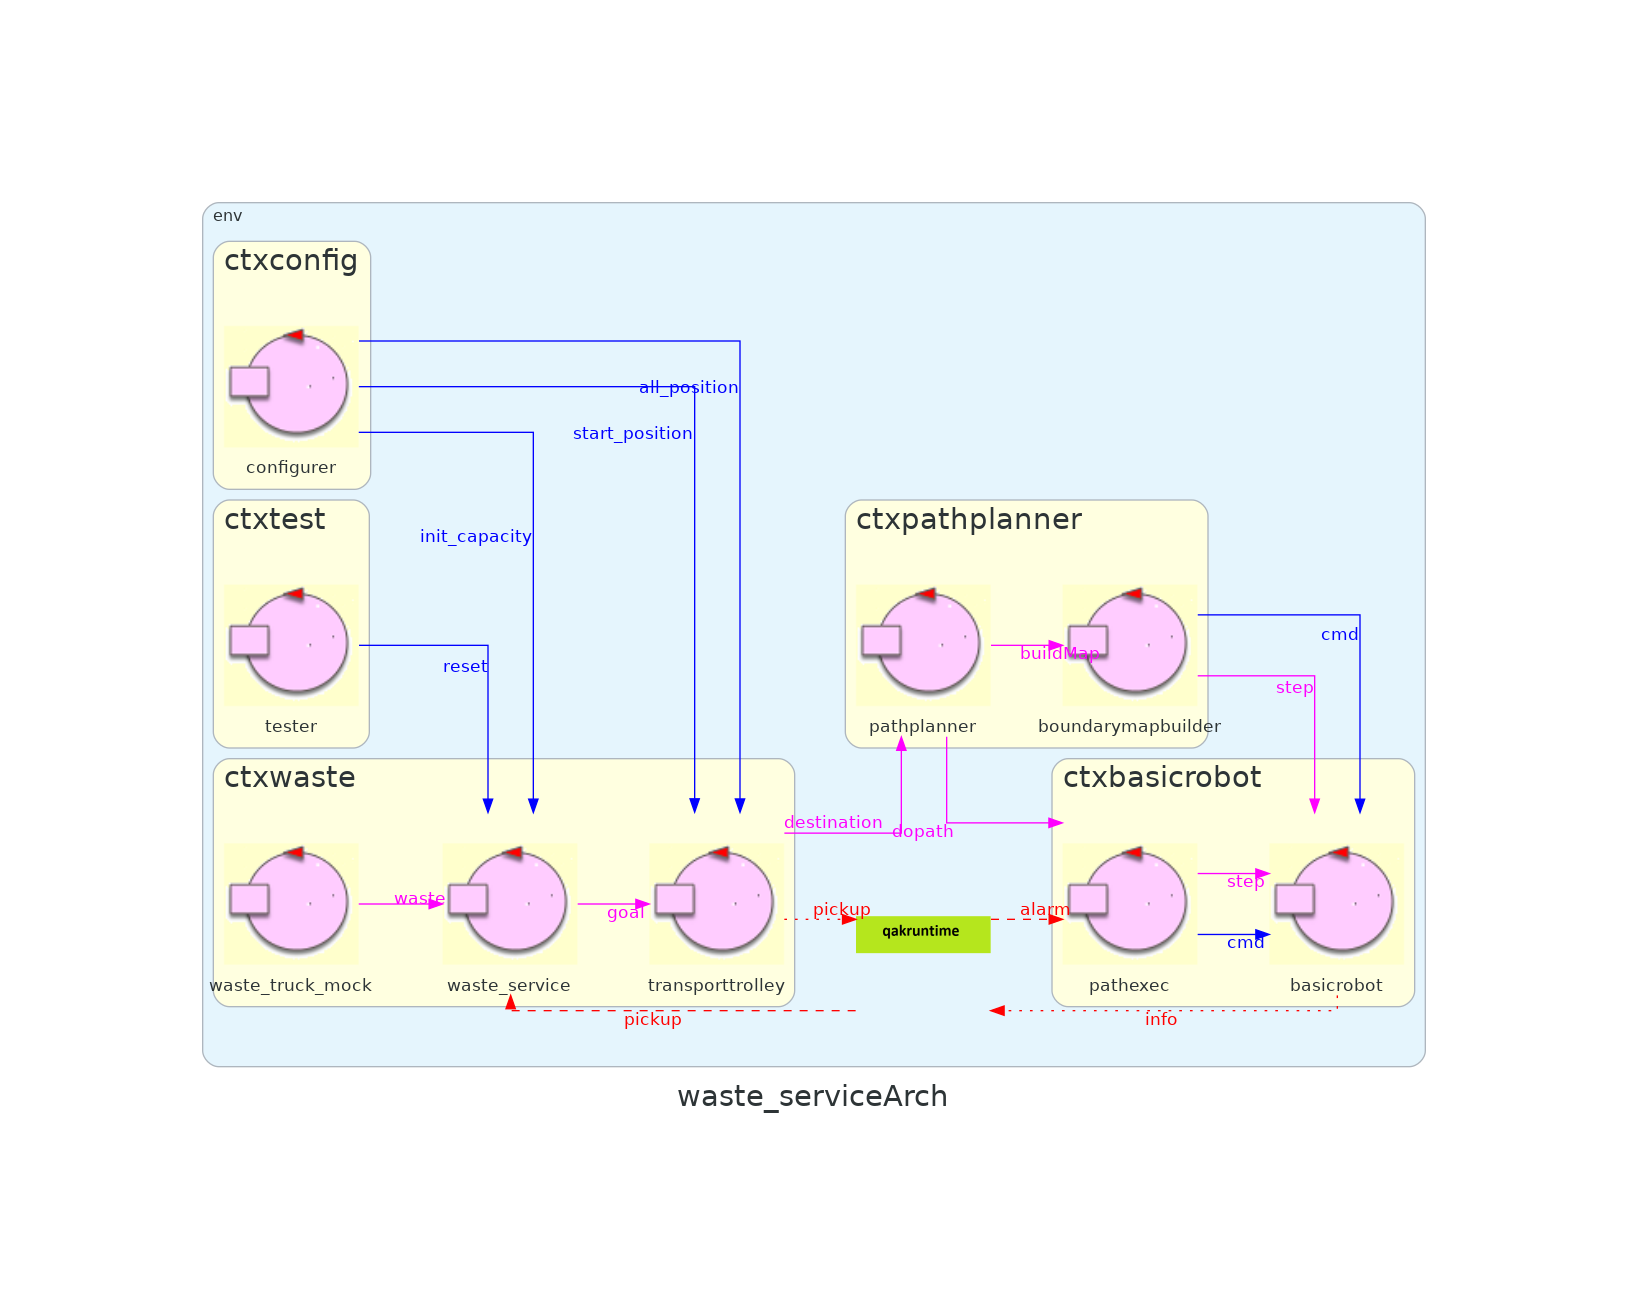 env
ctxconfig
all_position
start_position
configurer
ctxtest
ctxpathplanner
init_capacity
cmd
buildMap
reset
step
tester
pathplanner
boundarymapbuilder
ctxwaste
ctxbasicrobot
destination
dopath
step
waste
goal
pickup
alarm
qakruntime
cmd
waste_truck_mock
waste_service
transporttrolley
pathexec
basicrobot
pickup
info
waste_serviceArch